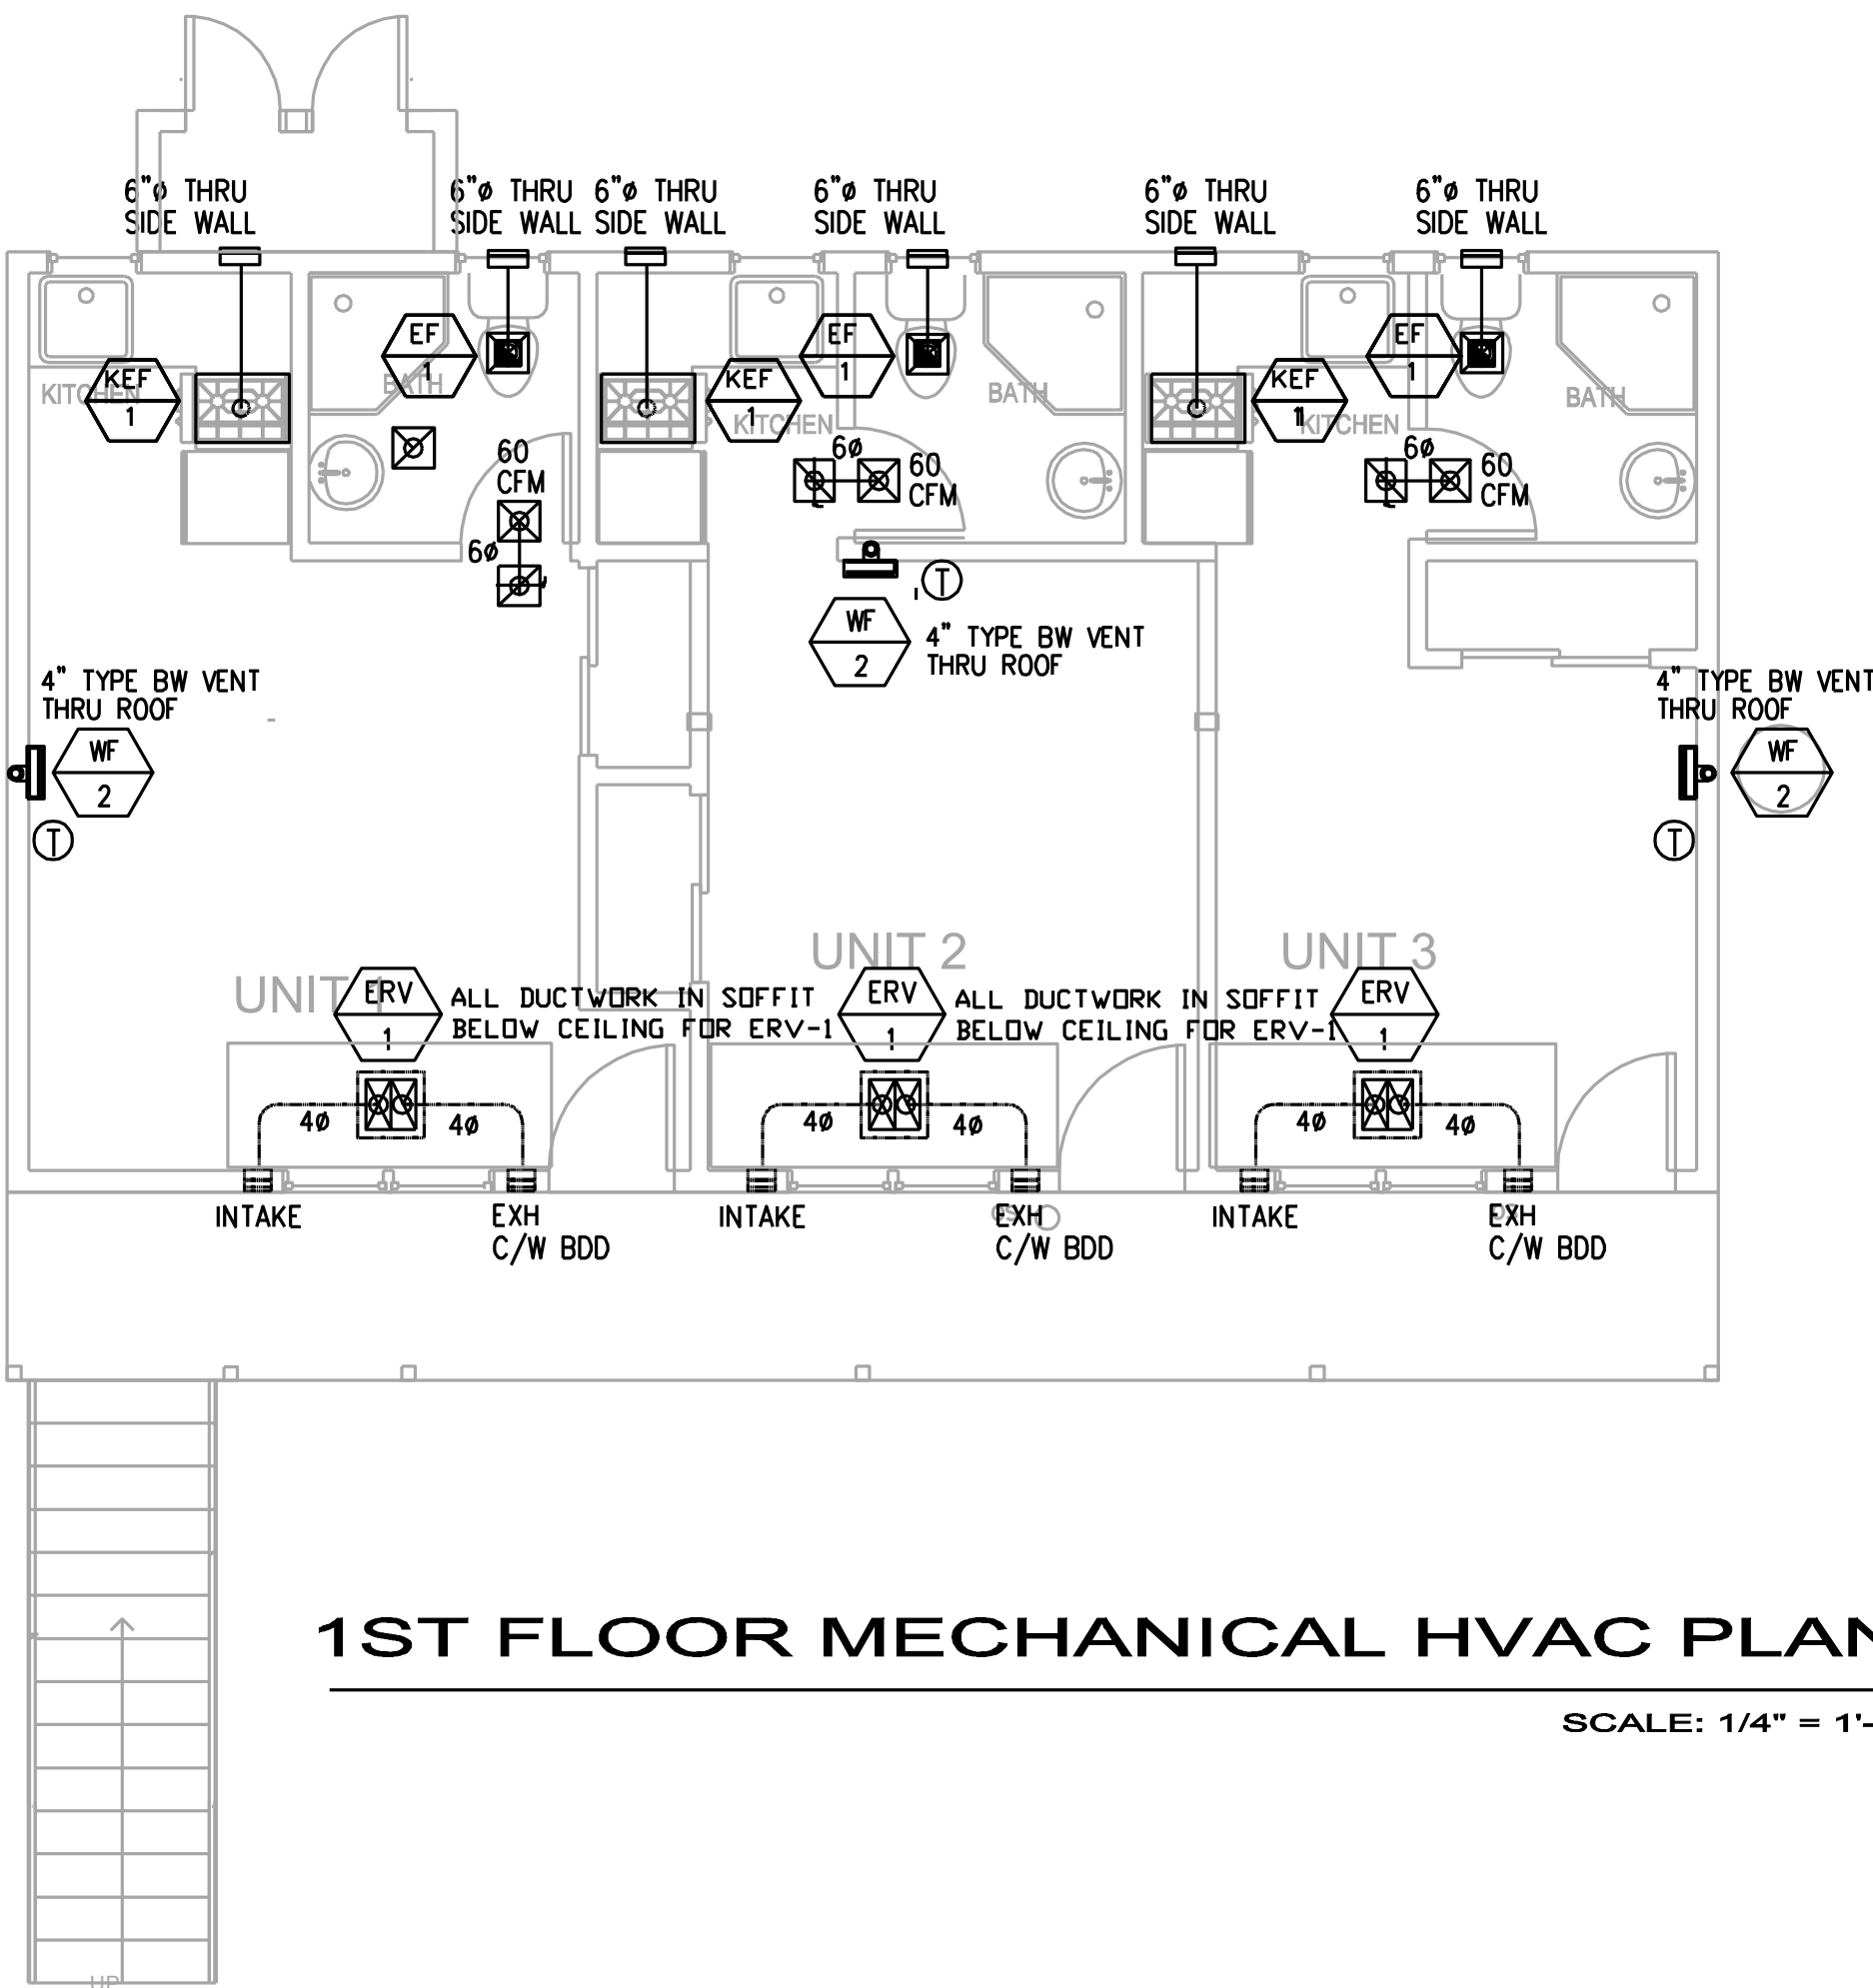 6"ø THRU
SIDE WALL
6"ø THRU
SIDE WALL
6"ø THRU
SIDE WALL
6"ø THRU
SIDE WALL
6"ø THRU
SIDE WALL
6"ø THRU
SIDE WALL
KITCHEN
KEF
1
EF
1
BATH
KEF
1
KITCHEN
EF
1
BATH
KEF
11
KITCHEN
EF
1
BATH
60
CFM
6ø
6ø
60
CFM
6ø
60
CFM
T
WF
2
4" TYPE BW VENT
THRU ROOF
4" TYPE BW VENT
THRU ROOF
WF
2
T
4" TYPE BW VENT
THRU ROOF
WF
2
T
UNIT 1
UNIT 2
UNIT 3
ERV
1
ALL DUCTWORK IN SOFFIT
BELOW CEILING FOR ERV-1
ERV
1
ALL DUCTWORK IN SOFFIT
BELOW CEILING FOR ERV-1
ERV
1
4ø
4ø
4ø
4ø
4ø
4ø
INTAKE
EXH
C/W BDD
INTAKE
EXH
C/W BDD
INTAKE
EXH
C/W BDD
1ST FLOOR MECHANICAL HVAC PLAN
SCALE: 1/4" = 1'-
UP